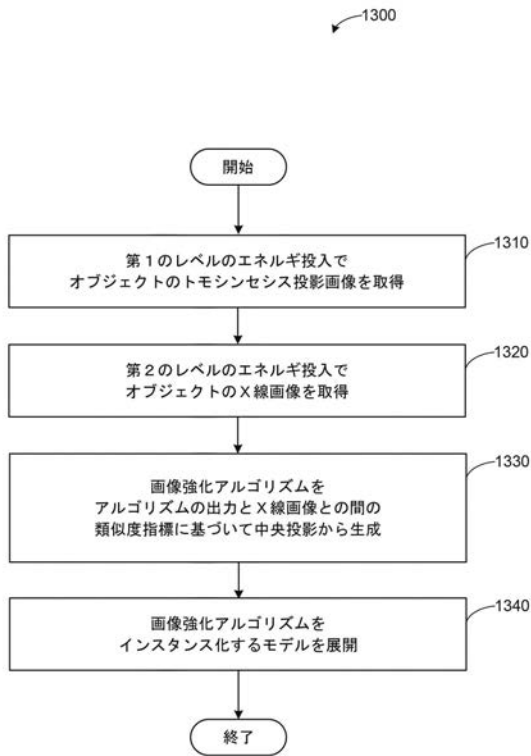 1300
開始
1310
第１のレベルのエネルギ投入で
オブジェクトのトモシンセシス投影画像を取得
1320
第２のレベルのエネルギ投入で
オブジェクトのＸ線画像を取得
1330
画像強化アルゴリズムを
アルゴリズムの出力とＸ線画像との間の
類似度指標に基づいて中央投影から生成
1340
画像強化アルゴリズムを
インスタンス化するモデルを展開
終了